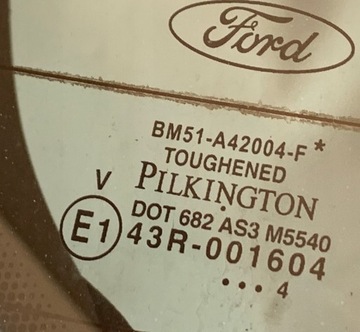 Ford
BM51-A42004-F*
TOUGHENED
V PILKINGTON
DOT 682 AS3 M5540
E1 43R-001604
••• 4